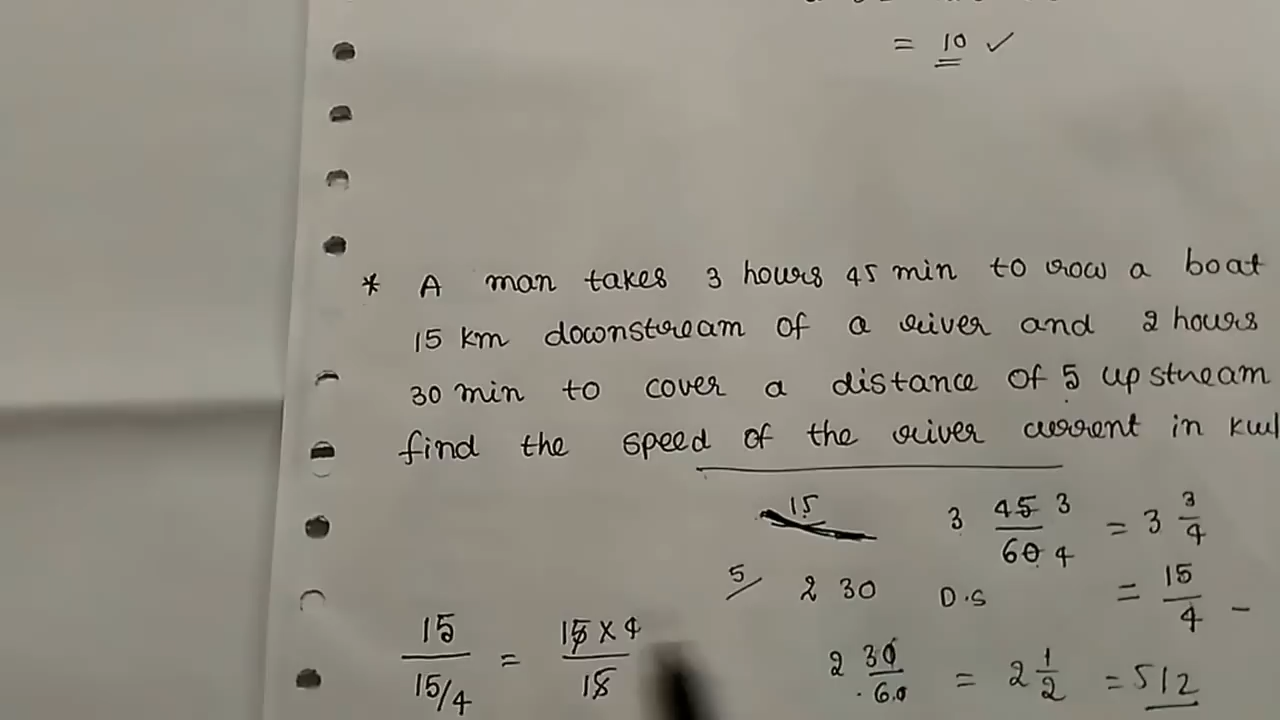 = 10 ✓
* A man takes 3 hours 45 min to row a boat
15 km downstream of a river and 2 hours
30 min to cover a distance of 5 upstream
find the speed of the river current in
15 3 45/60 3 4 = 3 3/4
5/ 2 30 D.S = 15/4 –
15 / 15/4 = 15 x 4 / 15
2 30/60 = 2 1/2 = 512